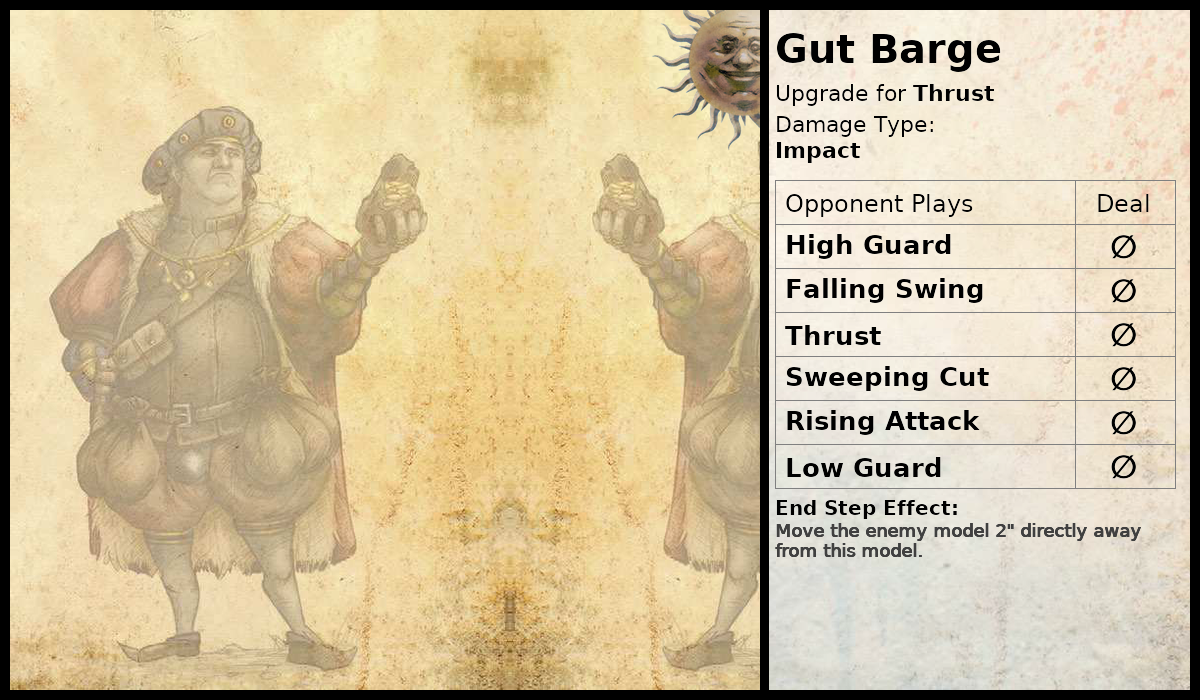 Gut Barge
Upgrade for Thrust
Damage Type:
Impact
Opponent Plays Deal
High Guard ∅
Falling Swing ∅
Thrust ∅
Sweeping Cut ∅
Rising Attack ∅
Low Guard ∅
End Step Effect:
Move the enemy model 2" directly away
from this model.